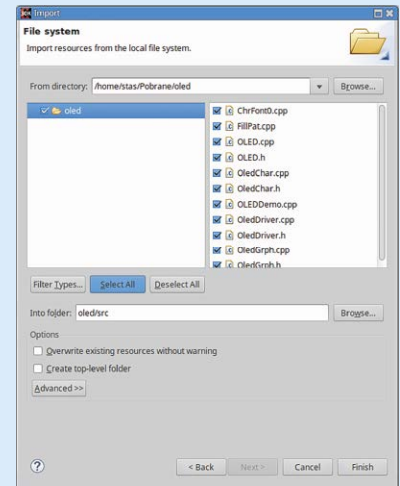 Import
File system
Import resources from the local file system.
From directory: /home/stas/Pobrane/oled
Browse...
oled
ChrFont0.cpp
FillPat.cpp
OLED.cpp
OLED.h
OledChar.cpp
OledChar.h
OLEDDemo.cpp
OledDriver.cpp
OledDriver.h
OledGrph.cpp
OledGrph.h
Filter Types... Select All Deselect All
Into folder: oled/src
Browse...
Options
Overwrite existing resources without warning
Create top-level folder
Advanced >>
? < Back Next > Cancel Finish